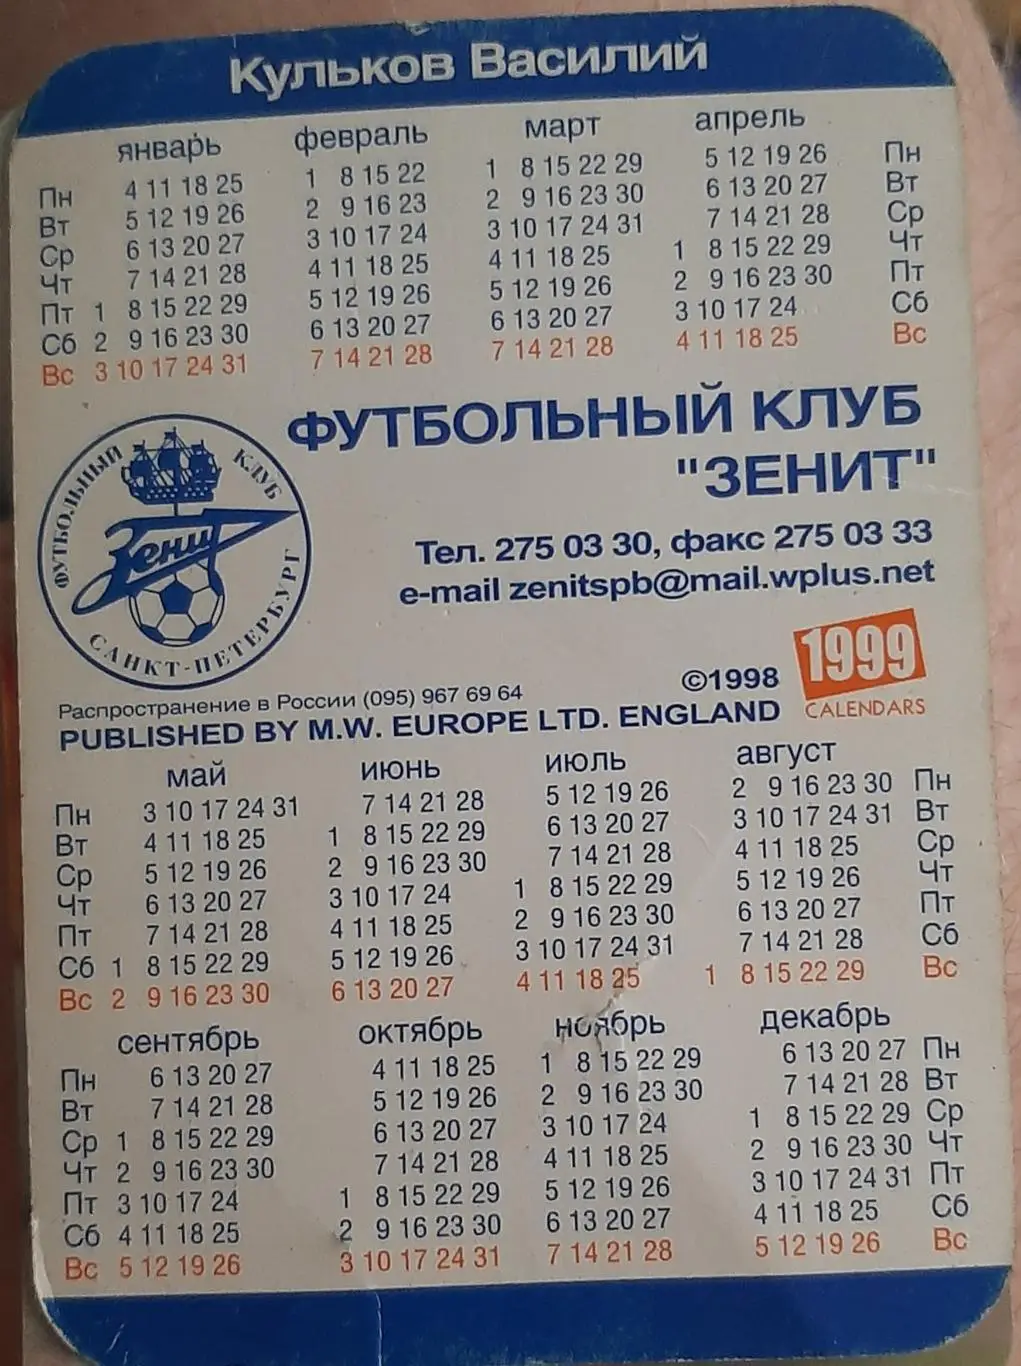 Кульков Василий
январь февраль март апрель
Пн 4 11 18 25 1 8 15 22 1 8 15 22 29 5 12 19 26 Пн
Вт 5 12 19 26 2 9 16 23 2 9 16 23 30 6 13 20 27 Вт
Ср 6 13 20 27 3 10 17 24 3 10 17 24 31 7 14 21 28 Ср
Чт 7 14 21 28 4 11 18 25 4 11 18 25 1 8 15 22 29 Чт
Пт 1 8 15 22 29 5 12 19 26 5 12 19 26 2 9 16 23 30 Пт
Сб 2 9 16 23 30 6 13 20 27 6 13 20 27 3 10 17 24 Сб
Вс 3 10 17 24 31 7 14 21 28 7 14 21 28 4 11 18 25 Вс
ФУТБОЛЬНЫЙ КЛУБ
"ЗЕНИТ"
ФУТБОЛЬНЫЙ КЛУБ
Зенит
САНКТ-ПЕТЕРБУРГ
Тел. 275 03 30, факс 275 03 33
e-mail zenitspb@mail.wplus.net
©1998
1999
CALENDARS
Распространение в России (095) 967 69 64
PUBLISHED BY M.W. EUROPE LTD. ENGLAND
май июнь июль август
Пн 3 10 17 24 31 7 14 21 28 5 12 19 26 2 9 16 23 30 Пн
Вт 4 11 18 25 1 8 15 22 29 6 13 20 27 3 10 17 24 31 Вт
Ср 5 12 19 26 2 9 16 23 30 7 14 21 28 4 11 18 25 Ср
Чт 6 13 20 27 3 10 17 24 1 8 15 22 29 5 12 19 26 Чт
Пт 7 14 21 28 4 11 18 25 2 9 16 23 30 6 13 20 27 Пт
Сб 1 8 15 22 29 5 12 19 26 3 10 17 24 31 7 14 21 28 Сб
Вс 2 9 16 23 30 6 13 20 27 4 11 18 25 1 8 15 22 29 Вс
сентябрь октябрь ноябрь декабрь
Пн 6 13 20 27 4 11 18 25 1 8 15 22 29 6 13 20 27 Пн
Вт 7 14 21 28 5 12 19 26 2 9 16 23 30 7 14 21 28 Вт
Ср 1 8 15 22 29 6 13 20 27 3 10 17 24 1 8 15 22 29 Ср
Чт 2 9 16 23 30 7 14 21 28 4 11 18 25 2 9 16 23 30 Чт
Пт 3 10 17 24 1 8 15 22 29 5 12 19 26 3 10 17 24 31 Пт
Сб 4 11 18 25 2 9 16 23 30 6 13 20 27 4 11 18 25 Сб
Вс 5 12 19 26 3 10 17 24 31 7 14 21 28 5 12 19 26 Вс